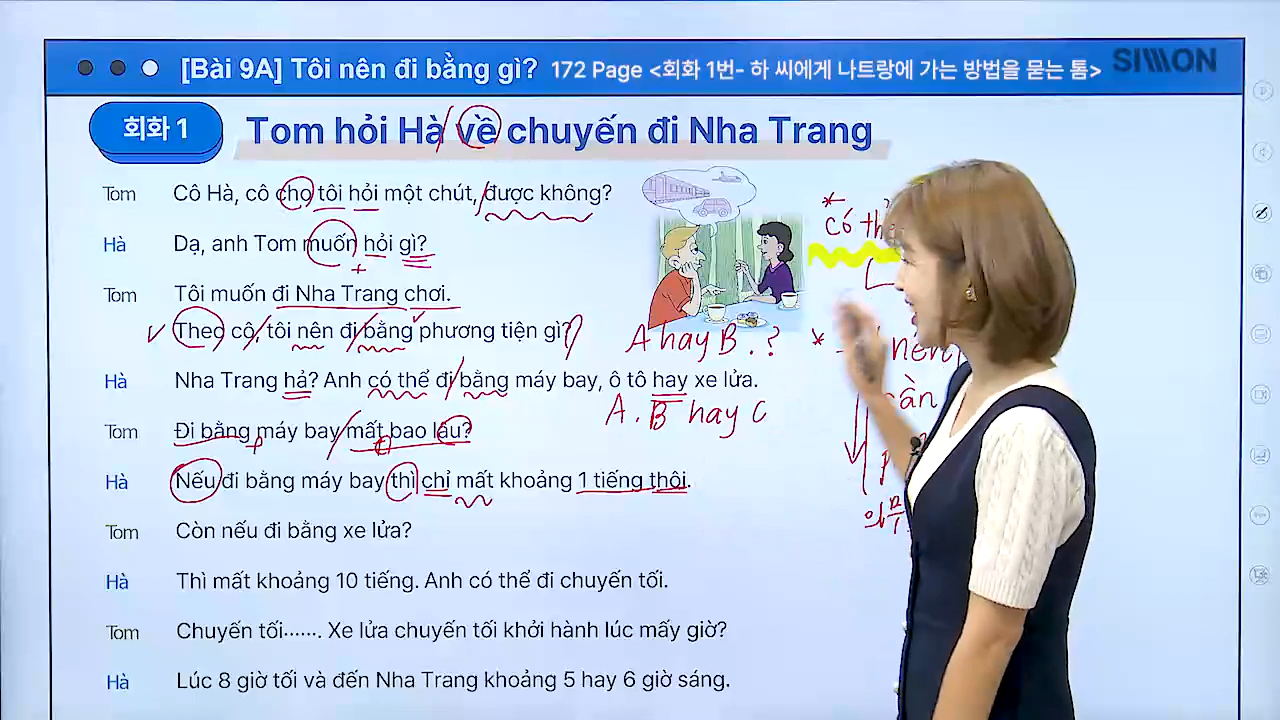 [Bài 9A] Tôi nên đi bằng gì? 172 Page <회화 1번- 하 씨에게 나트랑에 가는 방법을 묻는 톰>
회화 1 Tom hỏi Hà về chuyến đi Nha Trang
Tom Cô Hà, cô cho tôi hỏi một chút, được không?
Hà Dạ, anh Tom muốn hỏi gì?
Tom Tôi muốn đi Nha Trang chơi.
Theo cô, tôi nên đi bằng phương tiện gì?
Hà Nha Trang hả? Anh có thể đi bằng máy bay, ô tô hay xe lửa.
Tom Đi bằng máy bay mất bao lâu?
Hà Nếu đi bằng máy bay thì chỉ mất khoảng 1 tiếng thôi.
Tom Còn nếu đi bằng xe lửa?
Hà Thì mất khoảng 10 tiếng. Anh có thể đi chuyến tối.
Tom Chuyến tối....... Xe lửa chuyến tối khởi hành lúc mấy giờ?
Hà Lúc 8 giờ tối và đến Nha Trang khoảng 5 hay 6 giờ sáng.
A hay B . ?
A . B hay C
* có
* nên